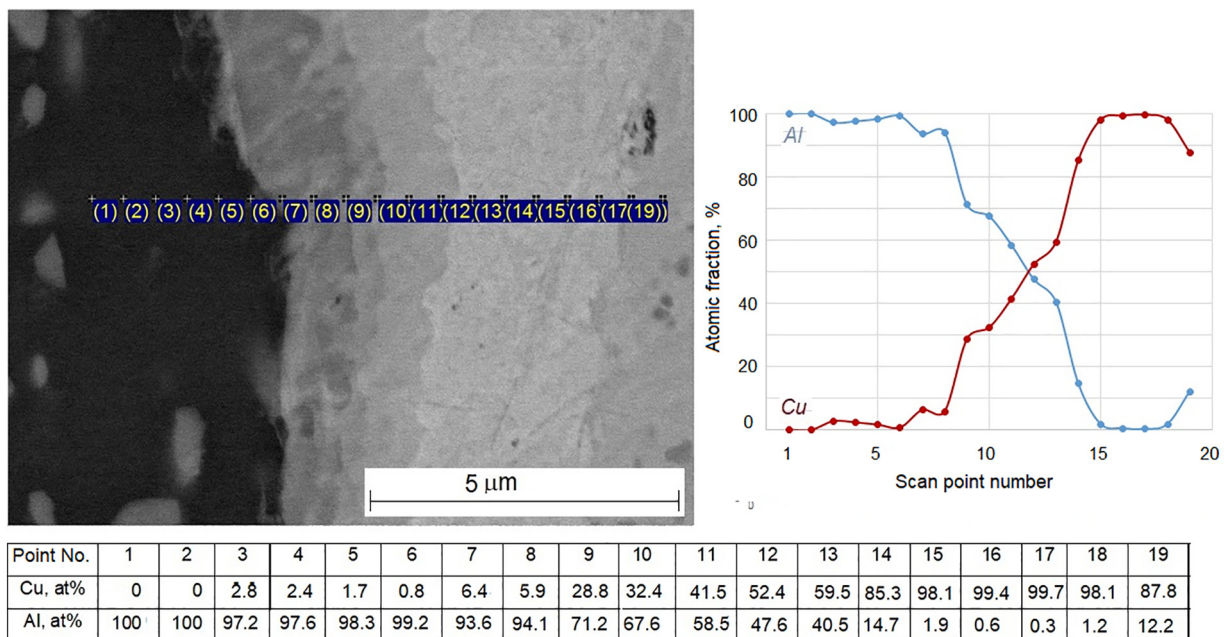 (1) (2) (3) (4) (5) (6) (7) (8) (9) (10) (11) (12) (13) (14) (15) (16) (17) (19))
5 μm
100
80
60
40
20
0
Al
Cu
Atomic fraction, %
1 5 10 15 20
Scan point number
Point No. 1 2 3 4 5 6 7 8 9 10 11 12 13 14 15 16 17 18 19
Cu, at% 0 0 2.8 2.4 1.7 0.8 6.4 5.9 28.8 32.4 41.5 52.4 59.5 85.3 98.1 99.4 99.7 98.1 87.8
Al, at% 100 100 97.2 97.6 98.3 99.2 93.6 94.1 71.2 67.6 58.5 47.6 40.5 14.7 1.9 0.6 0.3 1.2 12.2